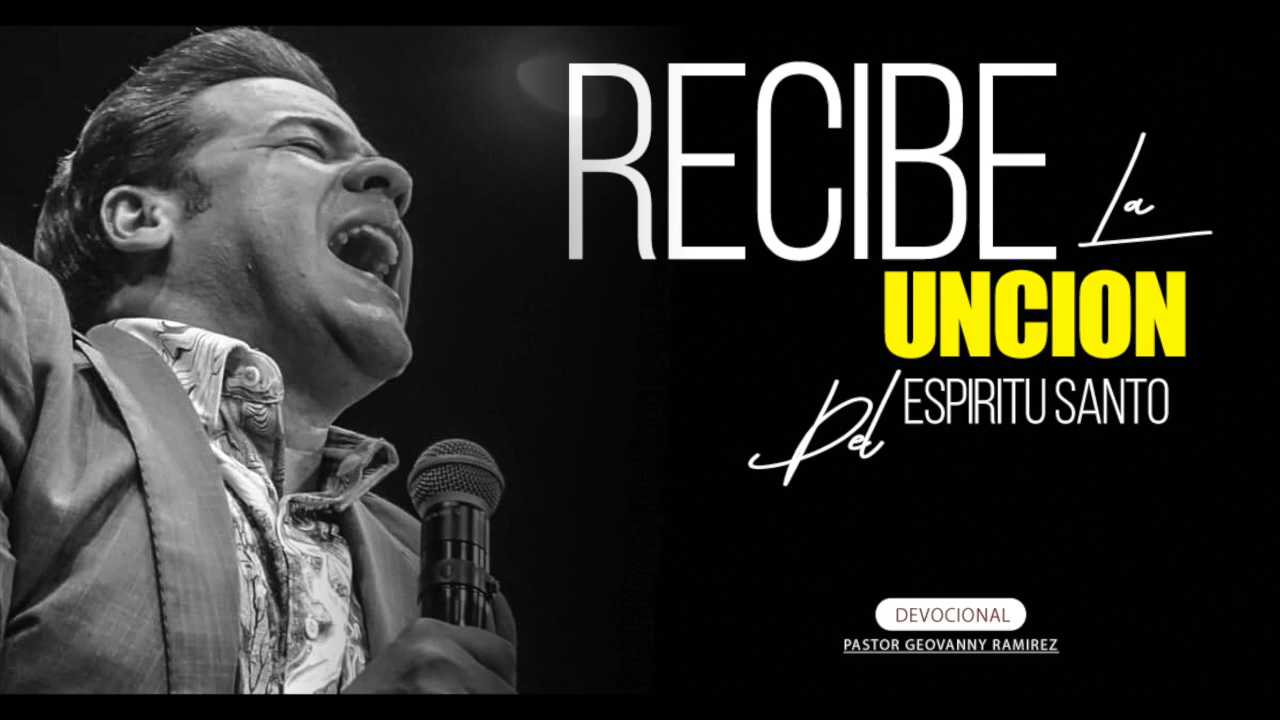 RECIBE
La
UNCION
Del
ESPIRITU SANTO
DEVOCIONAL
PASTOR GEOVANNY RAMIREZ